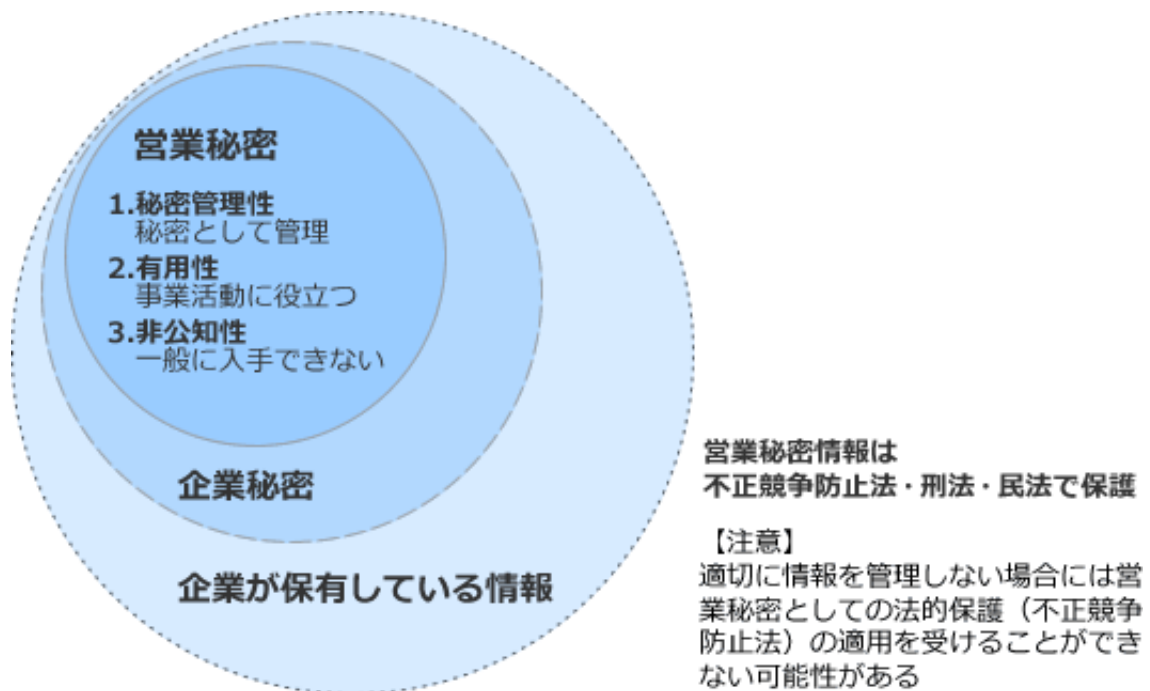 営業秘密
1.秘密管理性
秘密として管理
2.有用性
事業活動に役立つ
3.非公知性
一般に入手できない
企業秘密
企業が保有している情報
営業秘密情報は
不正競争防止法・刑法・民法で保護
【注意】
適切に情報を管理しない場合には営
業秘密としての法的保護（不正競争
防止法）の適用を受けることができ
ない可能性がある